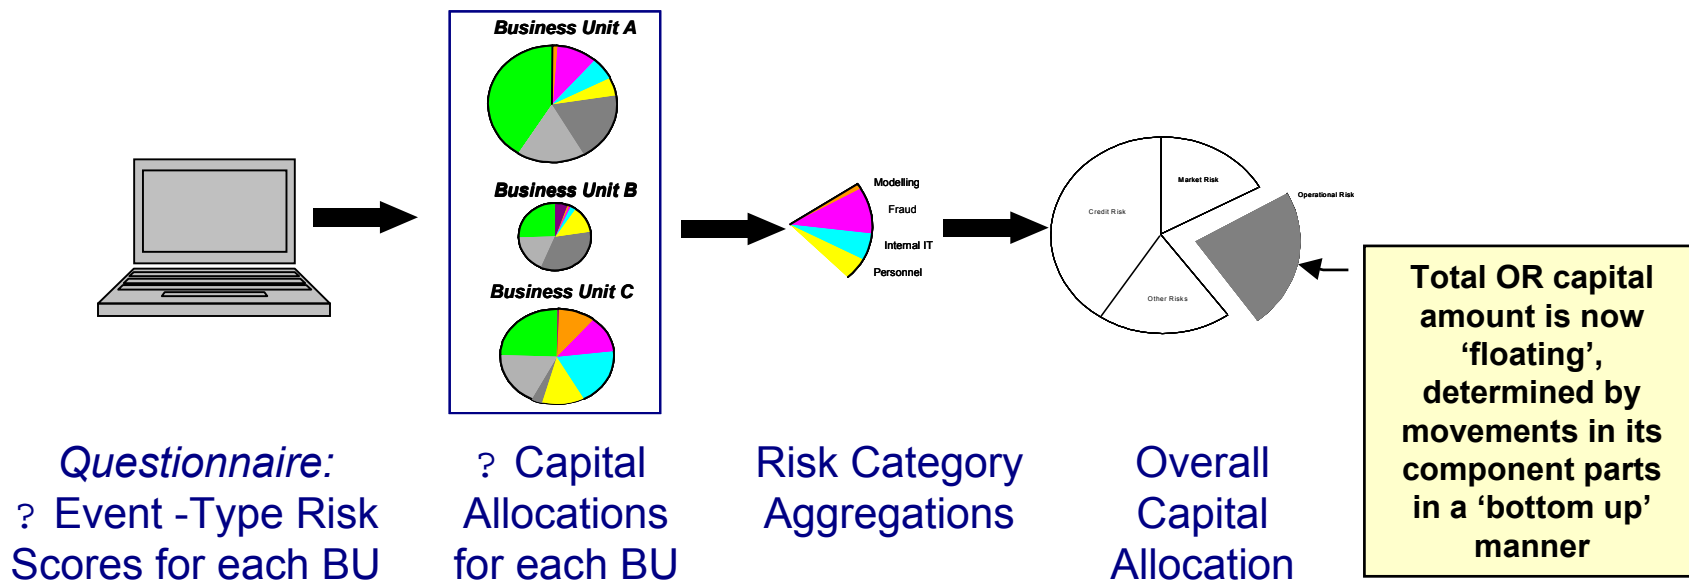 Business Unit A
Business Unit B
Business Unit C
Modelling
Fraud
Internal IT
Personnel
Market Risk
Credit Risk
Operational Risk
Other Risks
Total OR capital
amount is now
‘floating’,
determined by
movements in its
component parts
in a ‘bottom up’
manner
Questionnaire:
? Event -Type Risk
Scores for each BU
? Capital
Allocations
for each BU
Risk Category
Aggregations
Overall
Capital
Allocation